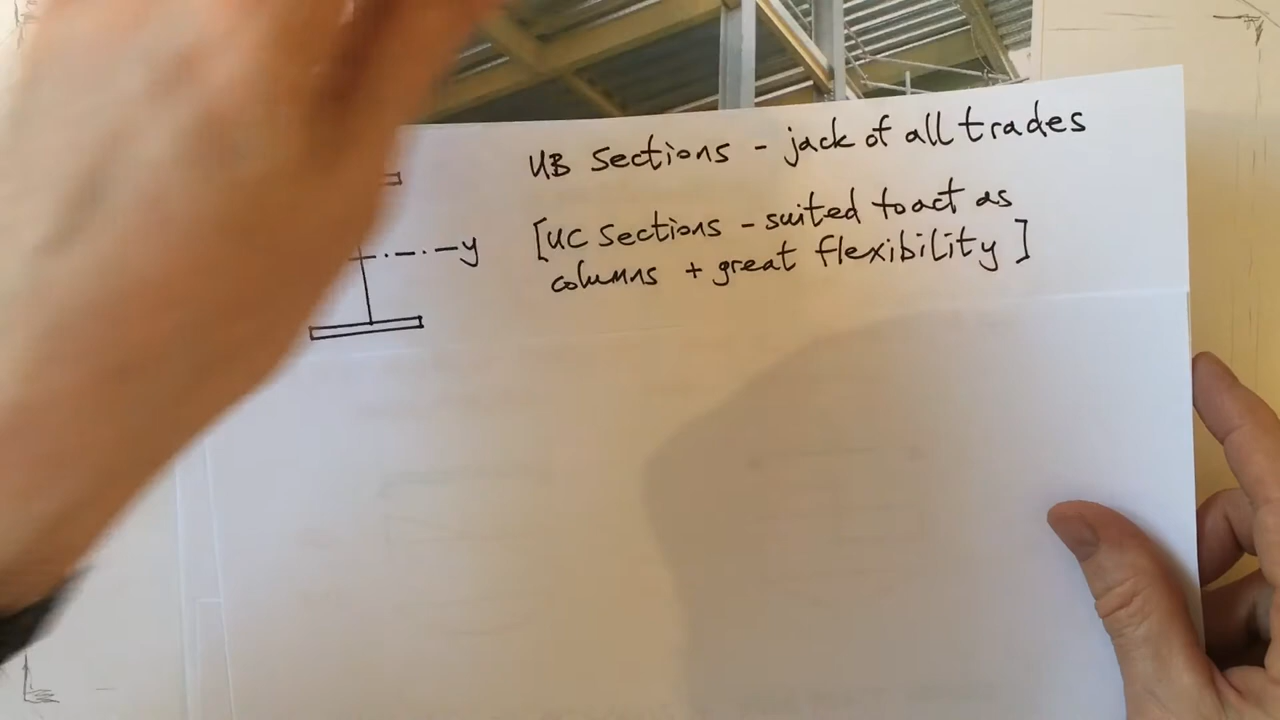 UB Sections - jack of all trades
[UC Sections - suited to act as
columns + great flexibility]
y